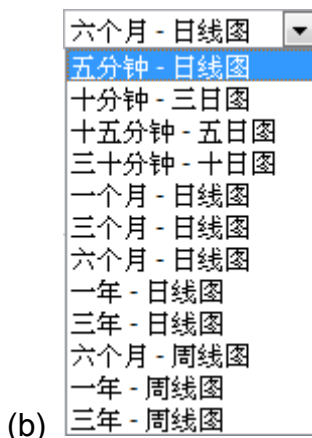 六个月 - 日线图
五分钟 - 日线图
十分钟 - 三日图
十五分钟 - 五日图
三十分钟 - 十日图
一个月 - 日线图
三个月 - 日线图
六个月 - 日线图
一年 - 日线图
三年 - 日线图
六个月 - 周线图
一年 - 周线图
(b) 三年 - 周线图